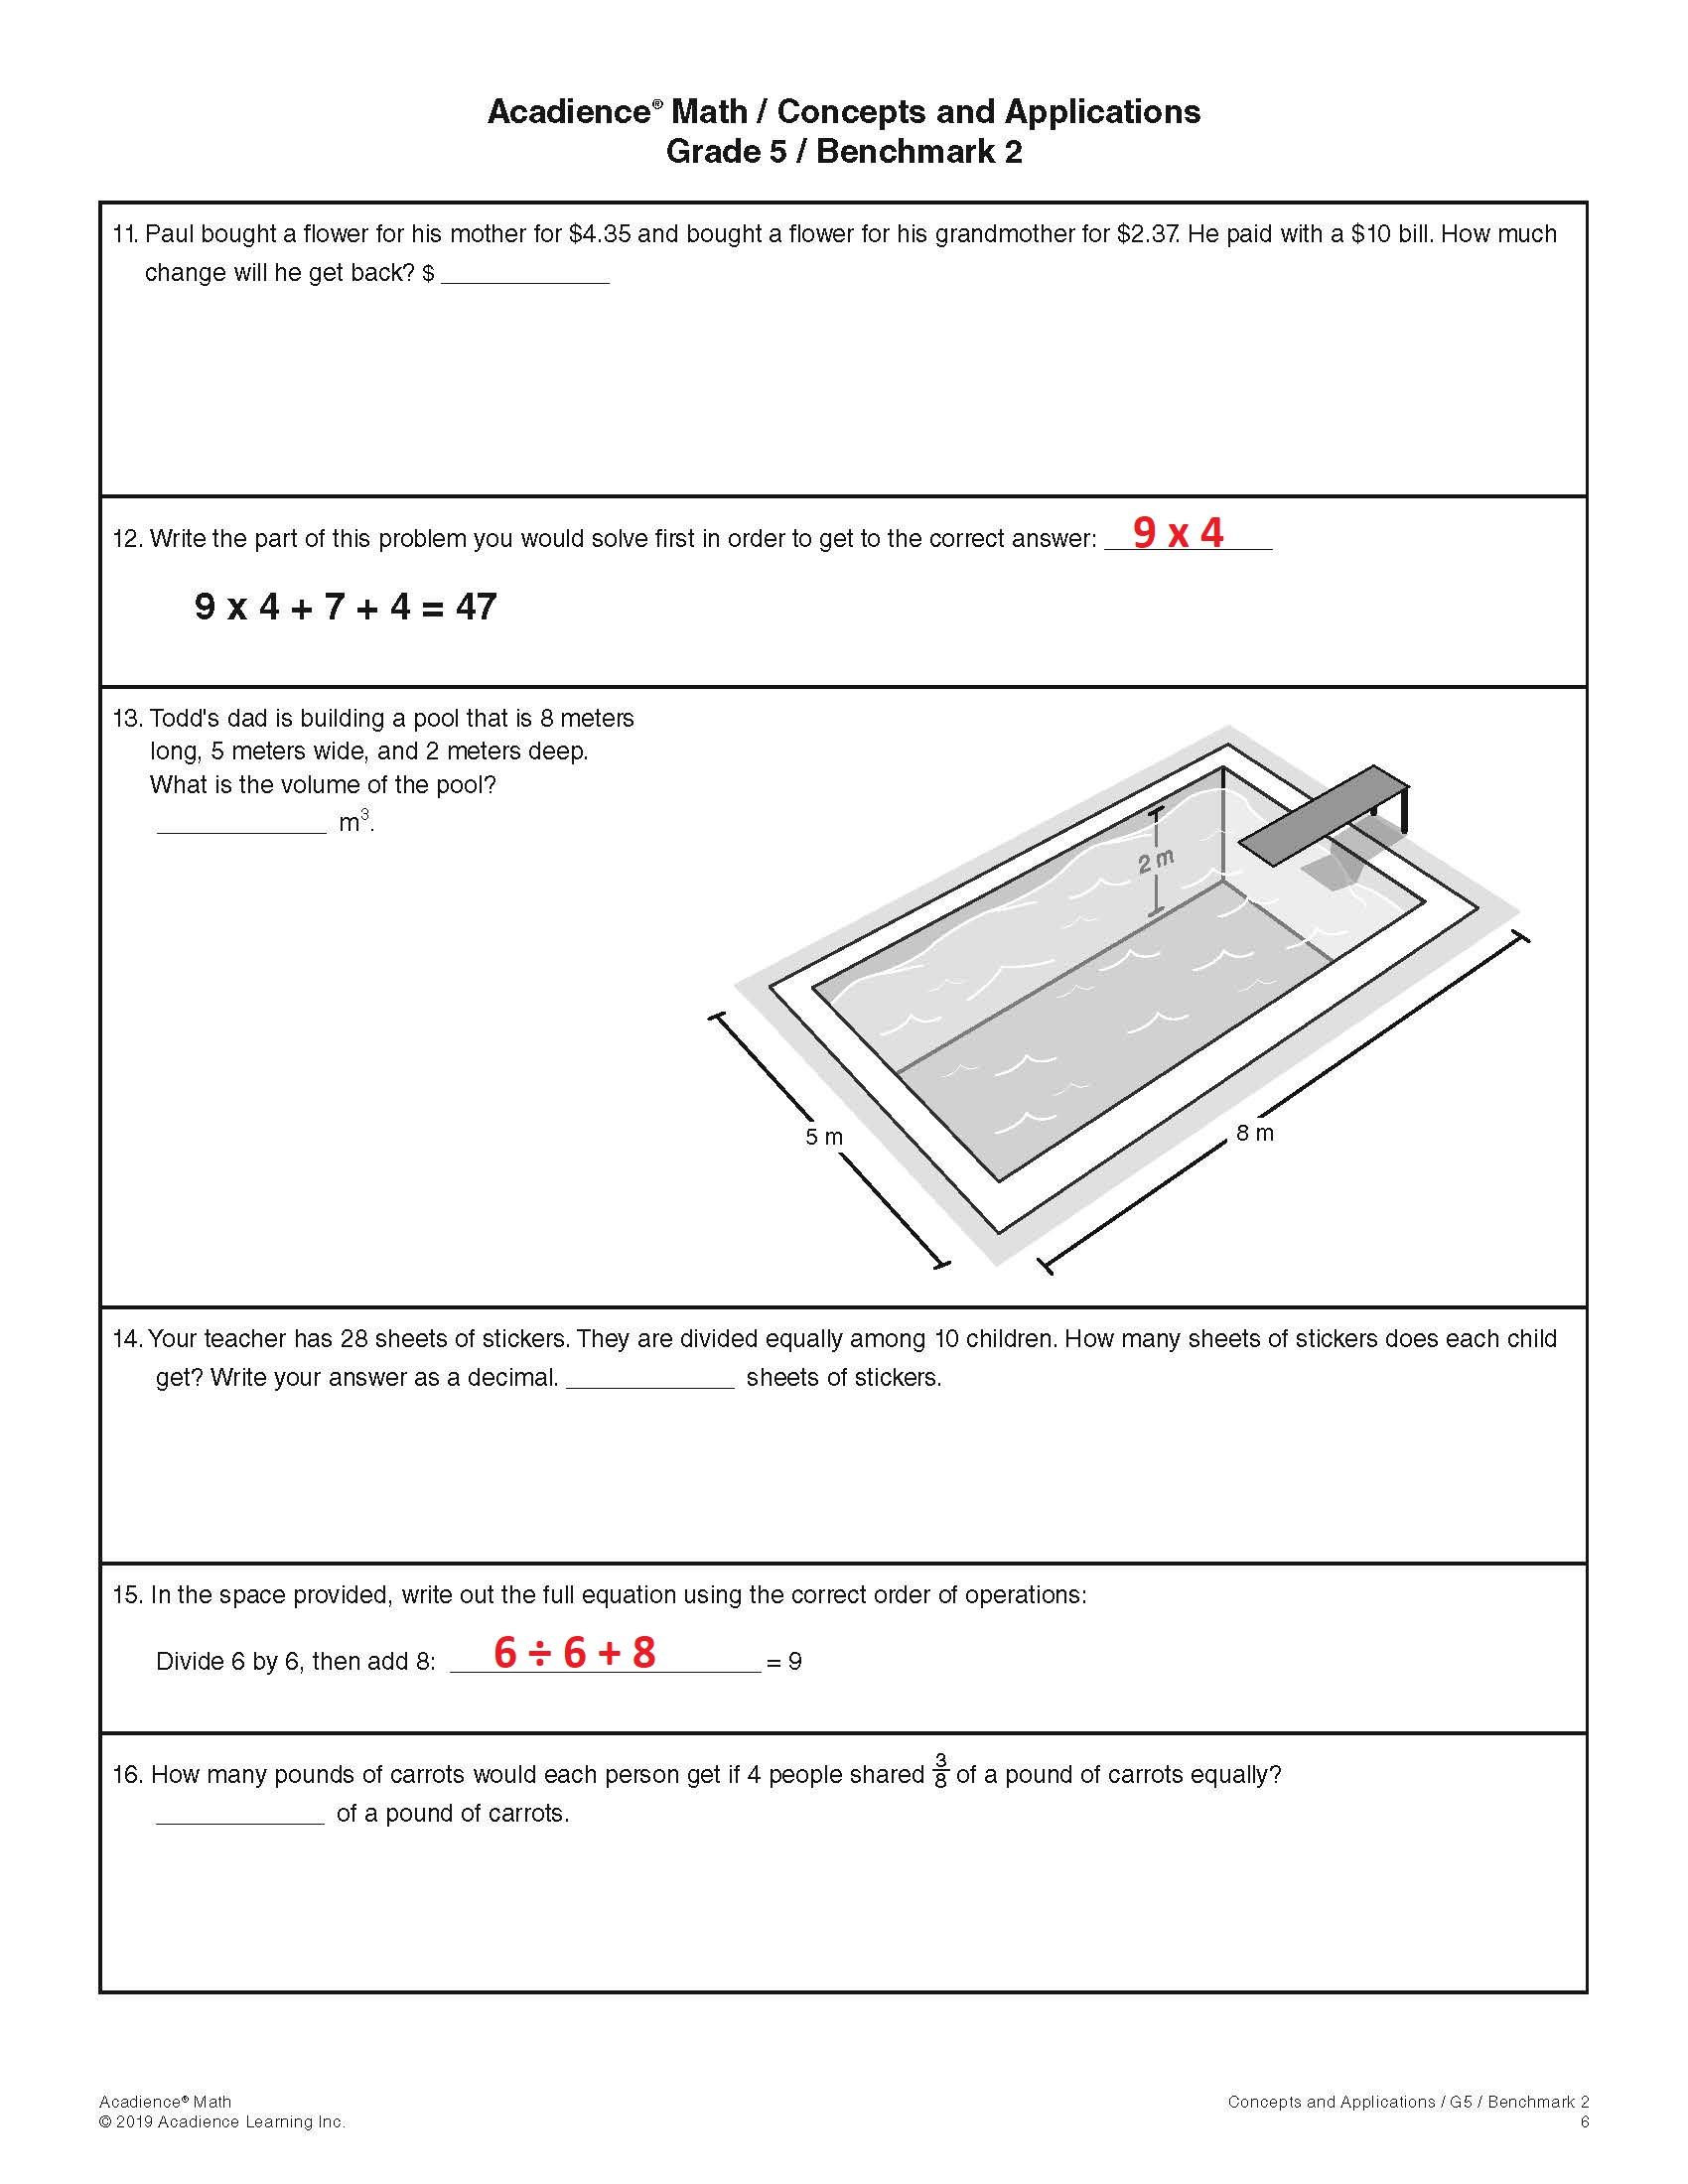 Acadience® Math / Concepts and Applications
Grade 5 / Benchmark 2
11. Paul bought a flower for his mother for $4.35 and bought a flower for his grandmother for $2.37. He paid with a $10 bill. How much
change will he get back? $ ____________
12. Write the part of this problem you would solve first in order to get to the correct answer: 9 x 4
9 x 4 + 7 + 4 = 47
13. Todd's dad is building a pool that is 8 meters
long, 5 meters wide, and 2 meters deep.
What is the volume of the pool?
____________ m³.
2 m
5 m
8 m
14. Your teacher has 28 sheets of stickers. They are divided equally among 10 children. How many sheets of stickers does each child
get? Write your answer as a decimal. ____________ sheets of stickers.
15. In the space provided, write out the full equation using the correct order of operations:
Divide 6 by 6, then add 8: 6 ÷ 6 + 8 = 9
16. How many pounds of carrots would each person get if 4 people shared 3/8 of a pound of carrots equally?
____________ of a pound of carrots.
Acadience® Math
© 2019 Acadience Learning Inc.
Concepts and Applications / G5 / Benchmark 2
6